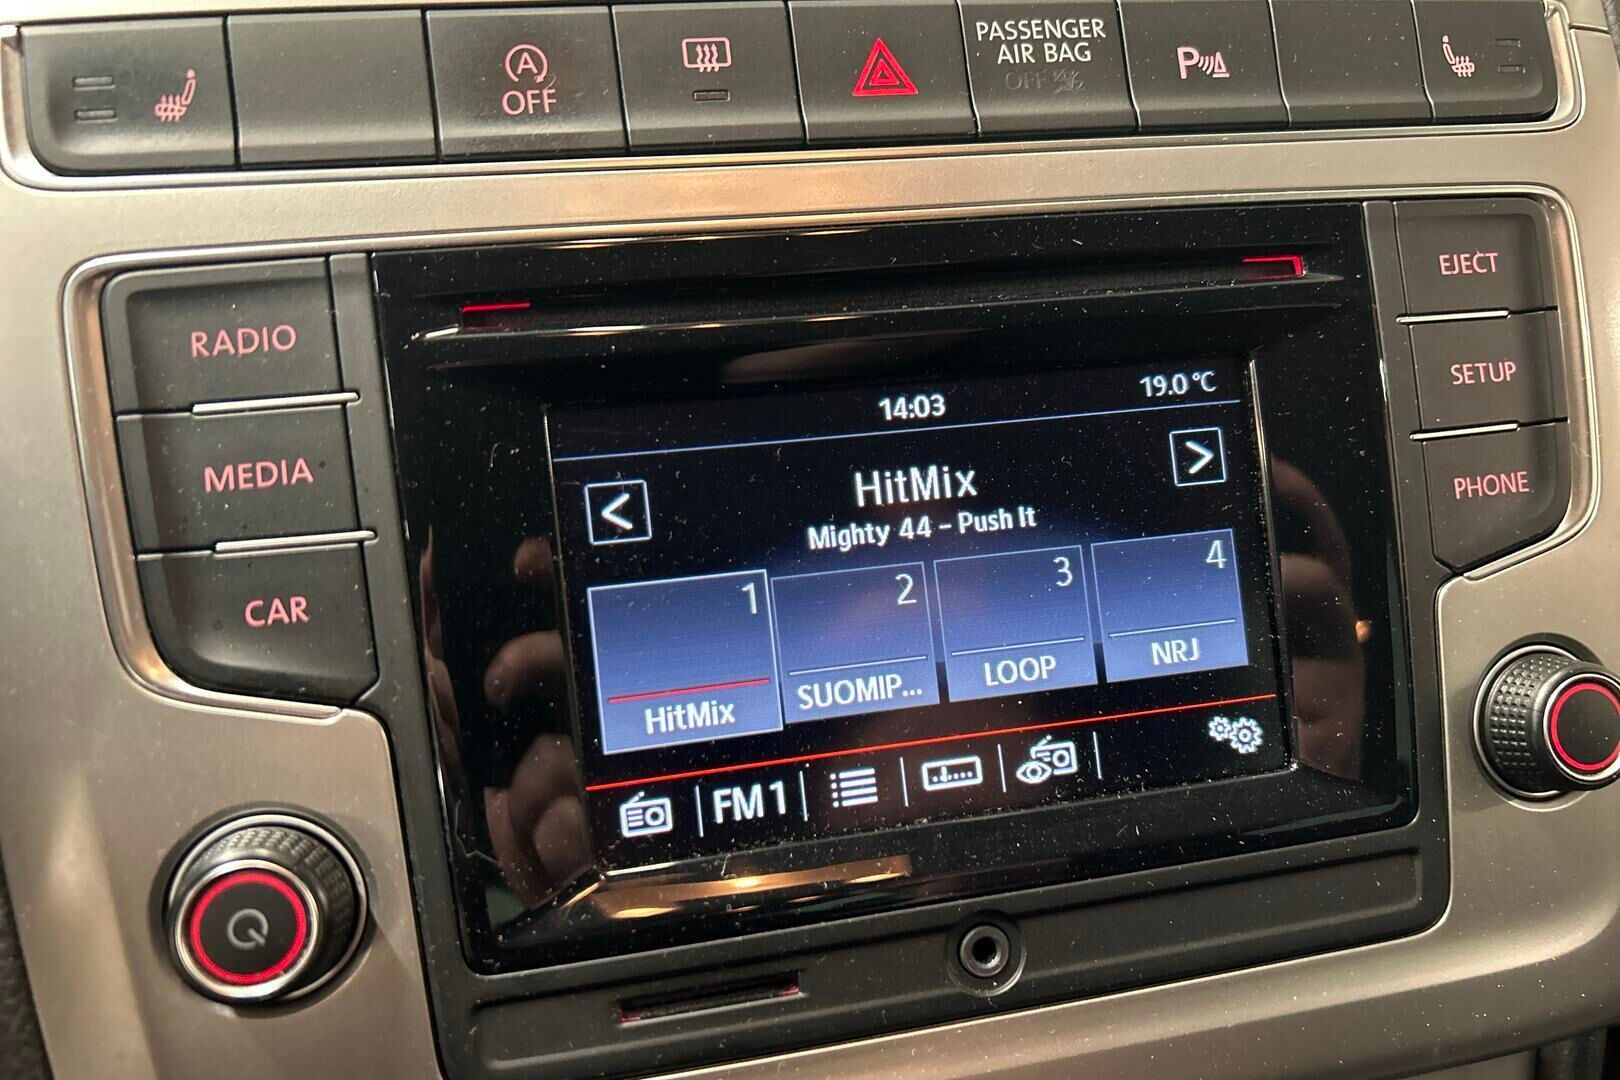 A
OFF
PASSENGER
AIR BAG
OFF
P
RADIO
MEDIA
CAR
EJECT
SETUP
PHONE
14:03
19.0 °C
<
HitMix
>
Mighty 44 - Push It
1
2
3
4
HitMix
SUOMIP...
LOOP
NRJ
FM 1